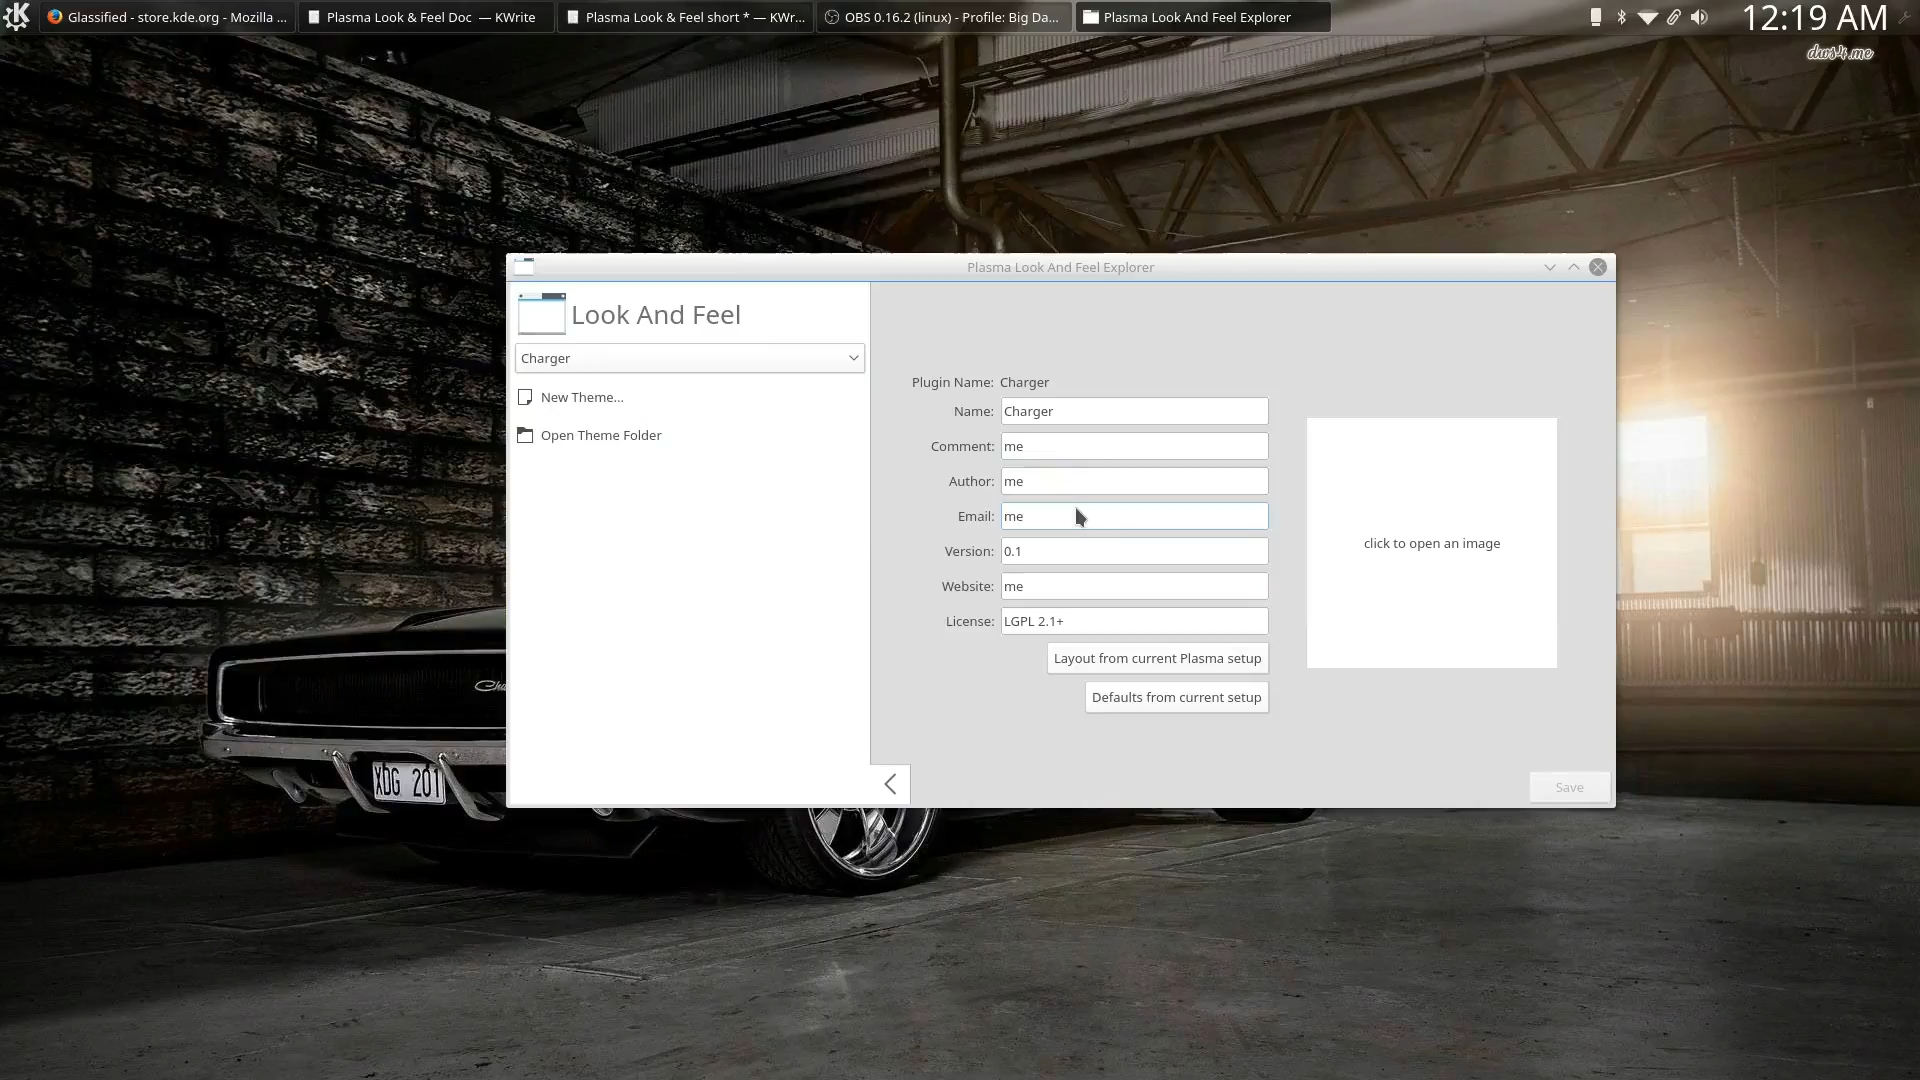 Glassified - store.kde.org - Mozilla ...
Plasma Look & Feel Doc — KWrite
Plasma Look & Feel short * — KWr...
OBS 0.16.2 (linux) - Profile: Big Da...
Plasma Look And Feel Explorer
12:19 AM
dws4.me
Plasma Look And Feel Explorer
Look And Feel
Charger
New Theme...
Open Theme Folder
Plugin Name: Charger
Name: Charger
Comment: me
Author: me
Email: me
Version: 0.1
Website: me
License: LGPL 2.1+
Layout from current Plasma setup
Defaults from current setup
click to open an image
Save
XDG 201